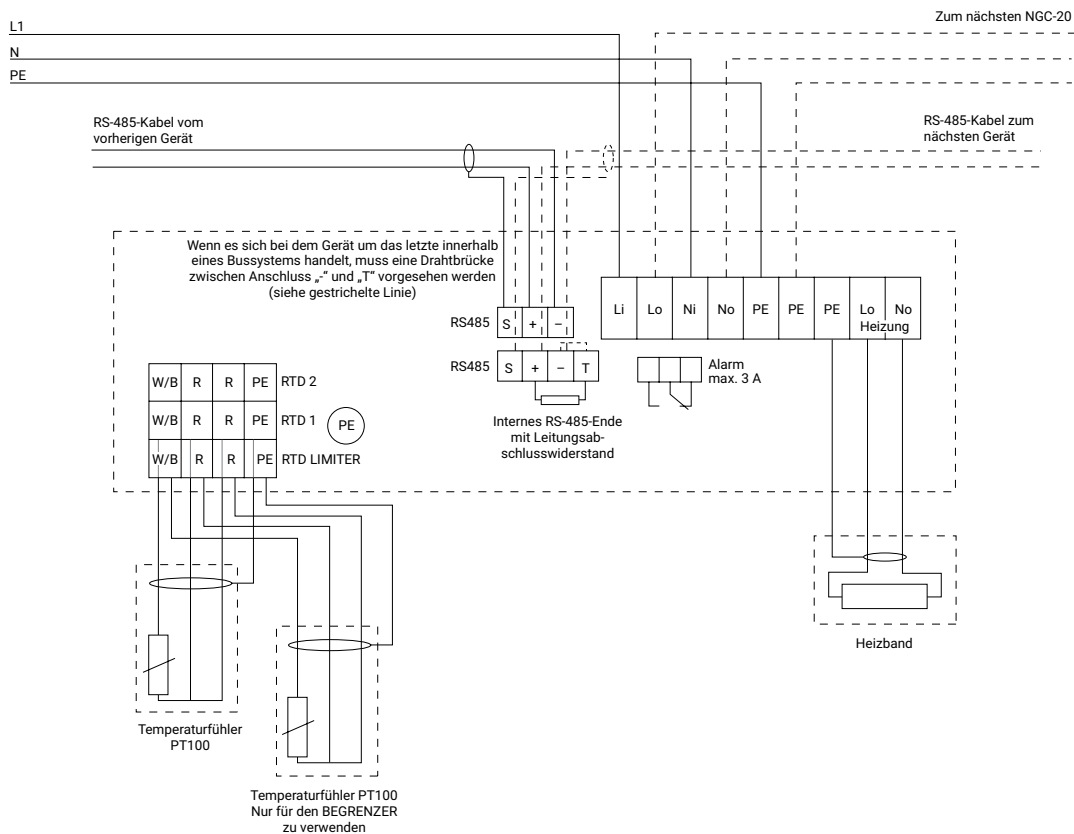 Zum nächsten NGC-20
L1
N
PE
RS-485-Kabel vom
vorherigen Gerät
RS-485-Kabel zum
nächsten Gerät
Wenn es sich bei dem Gerät um das letzte innerhalb
eines Bussystems handelt, muss eine Drahtbrücke
zwischen Anschluss „-“ und „T“ vorgesehen werden
(siehe gestrichelte Linie)
Li Lo Ni No PE PE PE Lo No
Heizung
RS485 S + –
RS485 S + – T
Alarm
max. 3 A
Internes RS-485-Ende
mit Leitungsab-
schlusswiderstand
W/B R R PE RTD 2
W/B R R PE RTD 1
PE
W/B R R PE RTD LIMITER
Heizband
Temperaturfühler
PT100
Temperaturfühler PT100
Nur für den BEGRENZER
zu verwenden